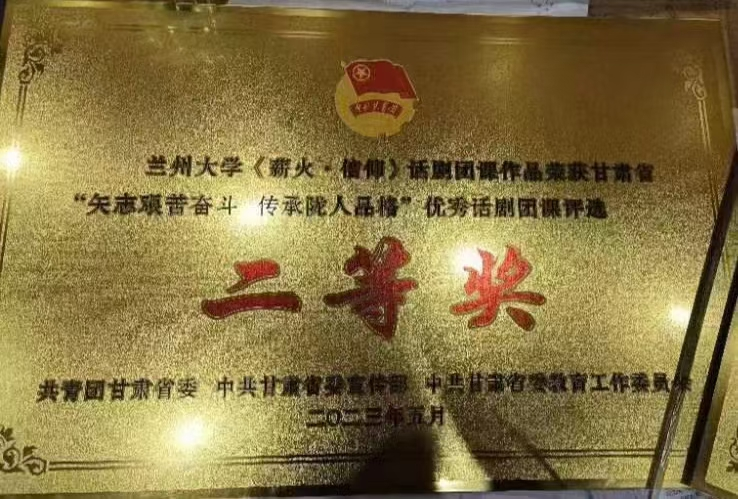 中国共青团
兰州大学《薪火·信仰》话剧团课作品荣获甘肃省
“矢志艰苦奋斗 传承陇人品格”优秀话剧团课评选
二等奖
共青团甘肃省委 中共甘肃省委宣传部 中共甘肃省委教育工作委员会
二〇二三年五月